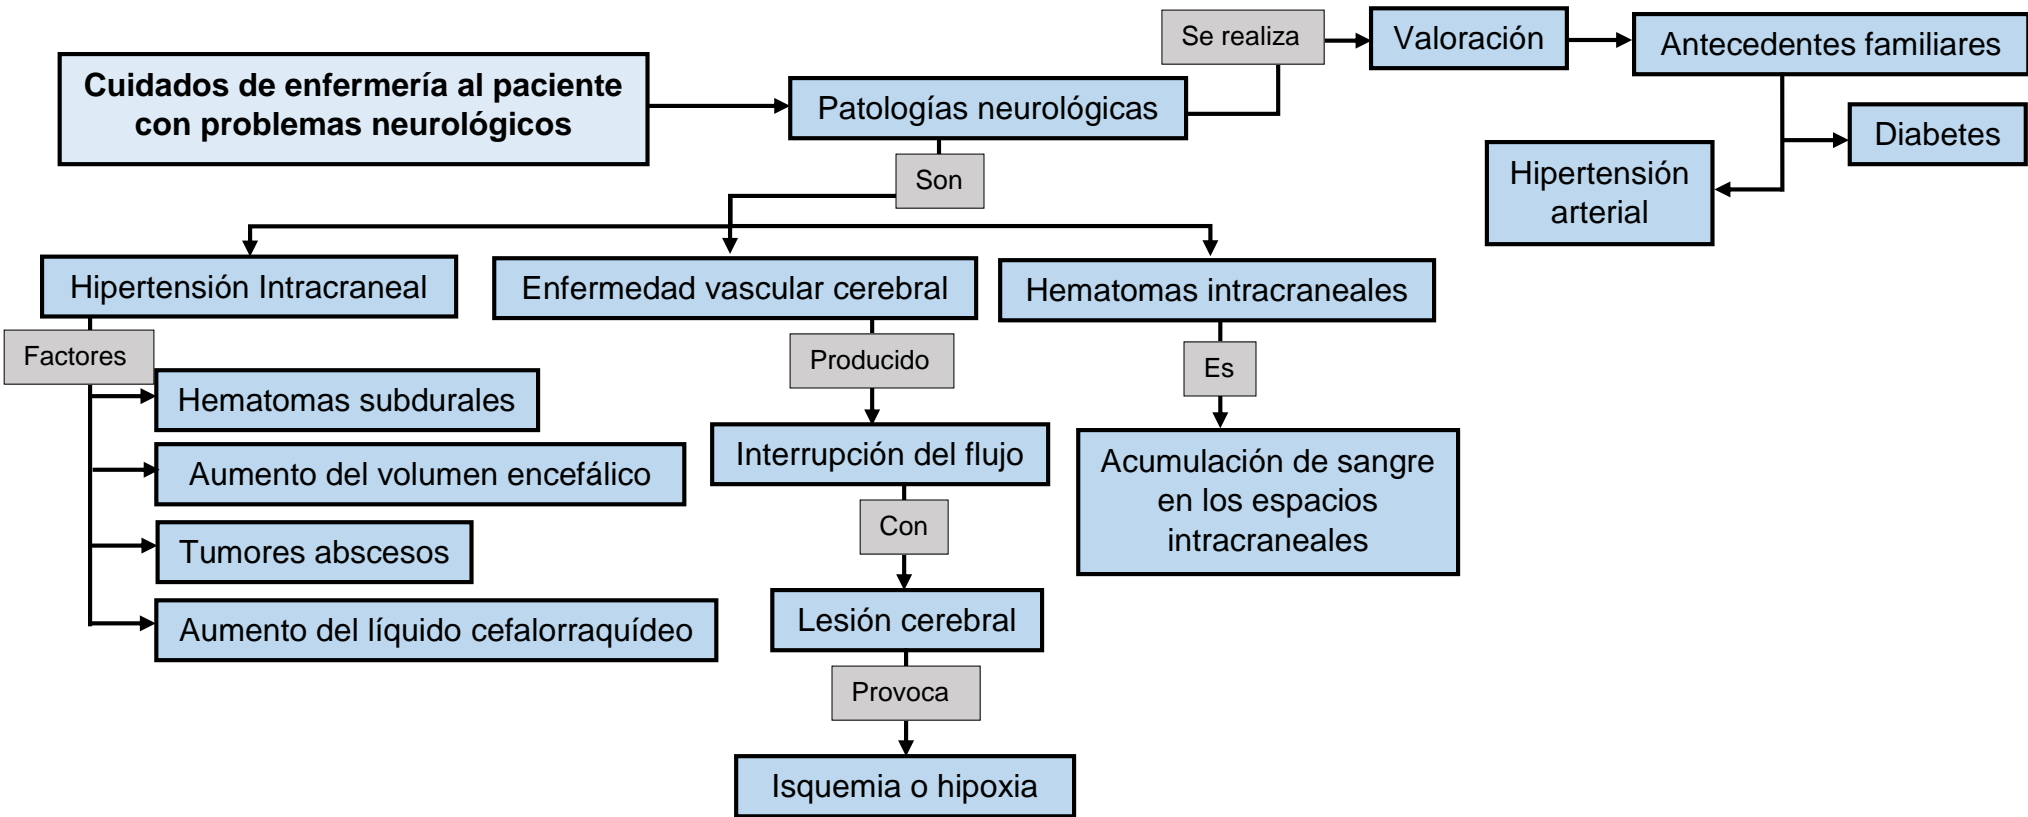 Se realiza
Valoración
Antecedentes familiares
Cuidados de enfermería al paciente
con problemas neurológicos
Patologías neurológicas
Diabetes
Hipertensión
arterial
Son
Hipertensión Intracraneal
Enfermedad vascular cerebral
Hematomas intracraneales
Factores
Producido
Es
Hematomas subdurales
Aumento del volumen encefálico
Tumores abscesos
Aumento del líquido cefalorraquídeo
Interrupción del flujo
Con
Lesión cerebral
Provoca
Isquemia o hipoxia
Acumulación de sangre
en los espacios
intracraneales